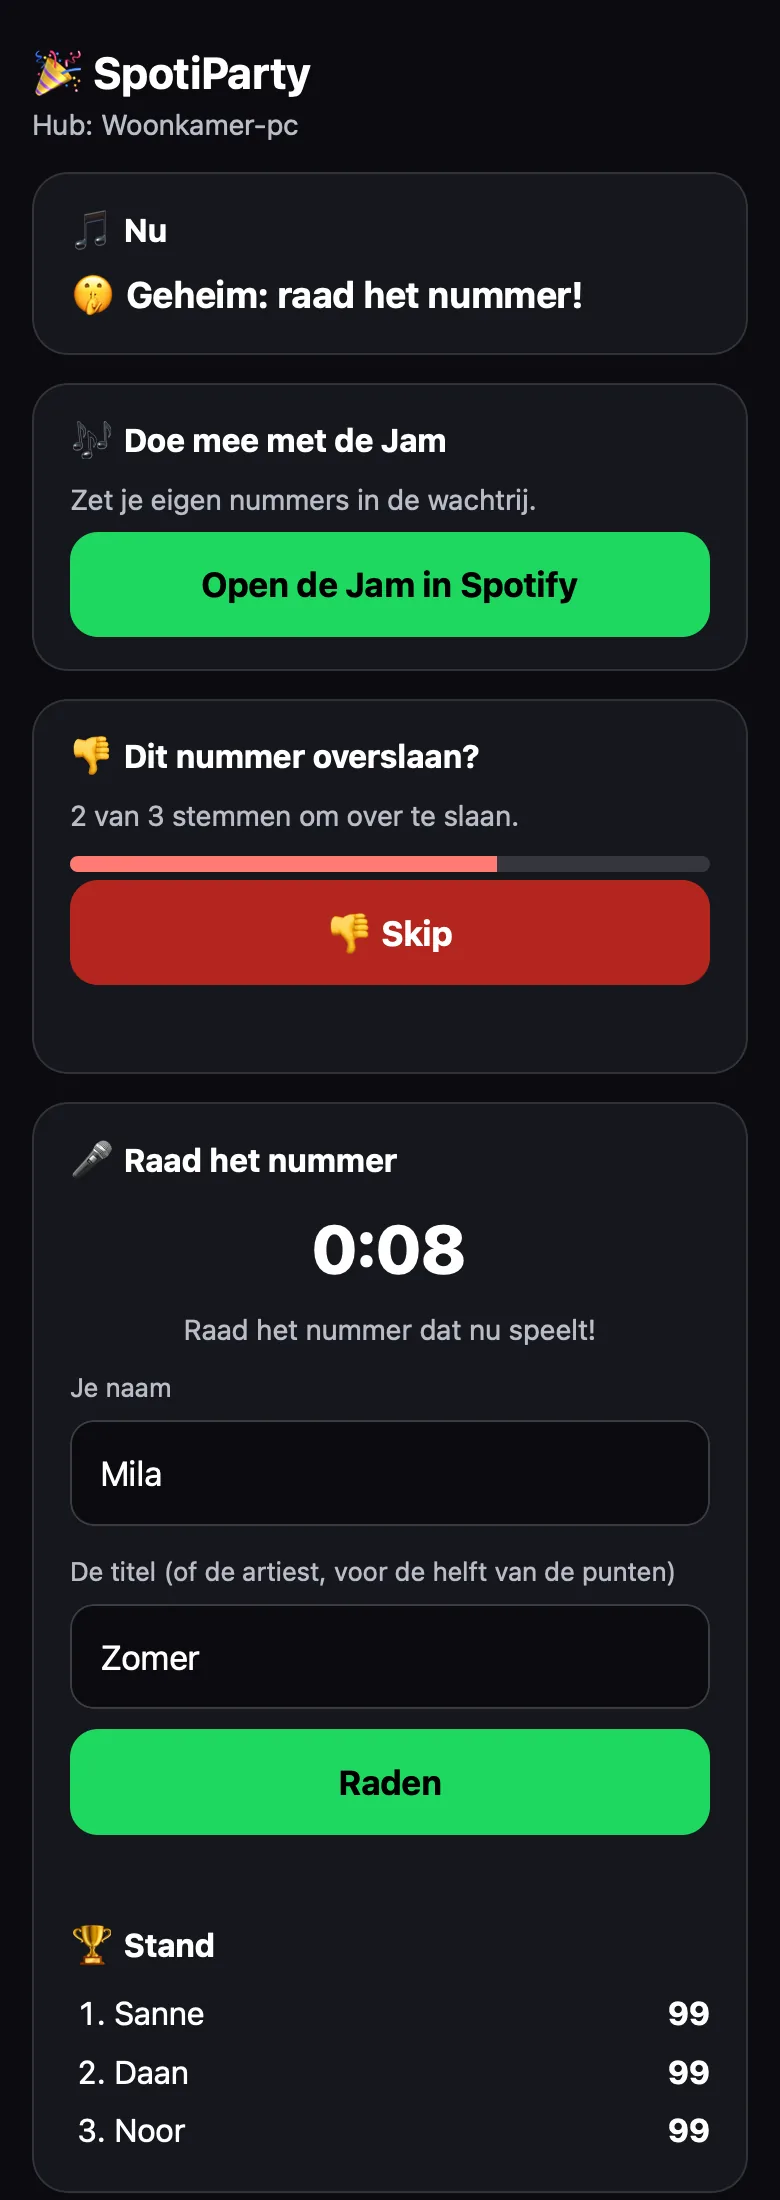 🎉 SpotiParty
Hub: Woonkamer-pc
🎵 Nu
🤫 Geheim: raad het nummer!
🎶 Doe mee met de Jam
Zet je eigen nummers in de wachtrij.
Open de Jam in Spotify
👎 Dit nummer overslaan?
2 van 3 stemmen om over te slaan.
👎 Skip
🎤 Raad het nummer
0:08
Raad het nummer dat nu speelt!
Je naam
Mila
De titel (of de artiest, voor de helft van de punten)
Zomer
Raden
🏆 Stand
1. Sanne 99
2. Daan 99
3. Noor 99